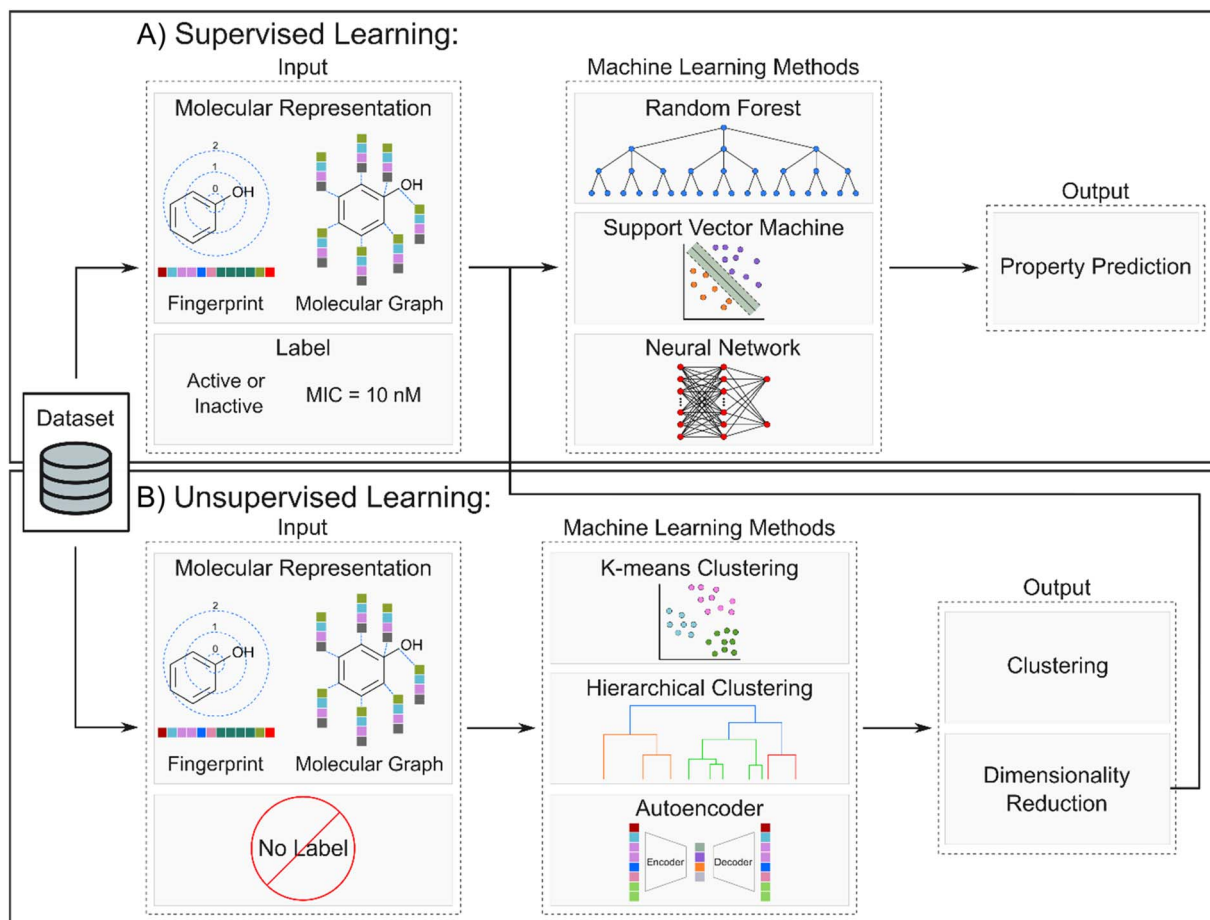 A) Supervised Learning:
Input
Molecular Representation
2
1
0
OH
OH
Fingerprint
Molecular Graph
Label
Active or
Inactive
MIC = 10 nM
Machine Learning Methods
Random Forest
Support Vector Machine
Neural Network
Output
Property Prediction
Dataset
B) Unsupervised Learning:
Input
Molecular Representation
2
1
0
OH
OH
Fingerprint
Molecular Graph
No Label
Machine Learning Methods
K-means Clustering
Hierarchical Clustering
Autoencoder
Encoder
Decoder
Output
Clustering
Dimensionality
Reduction